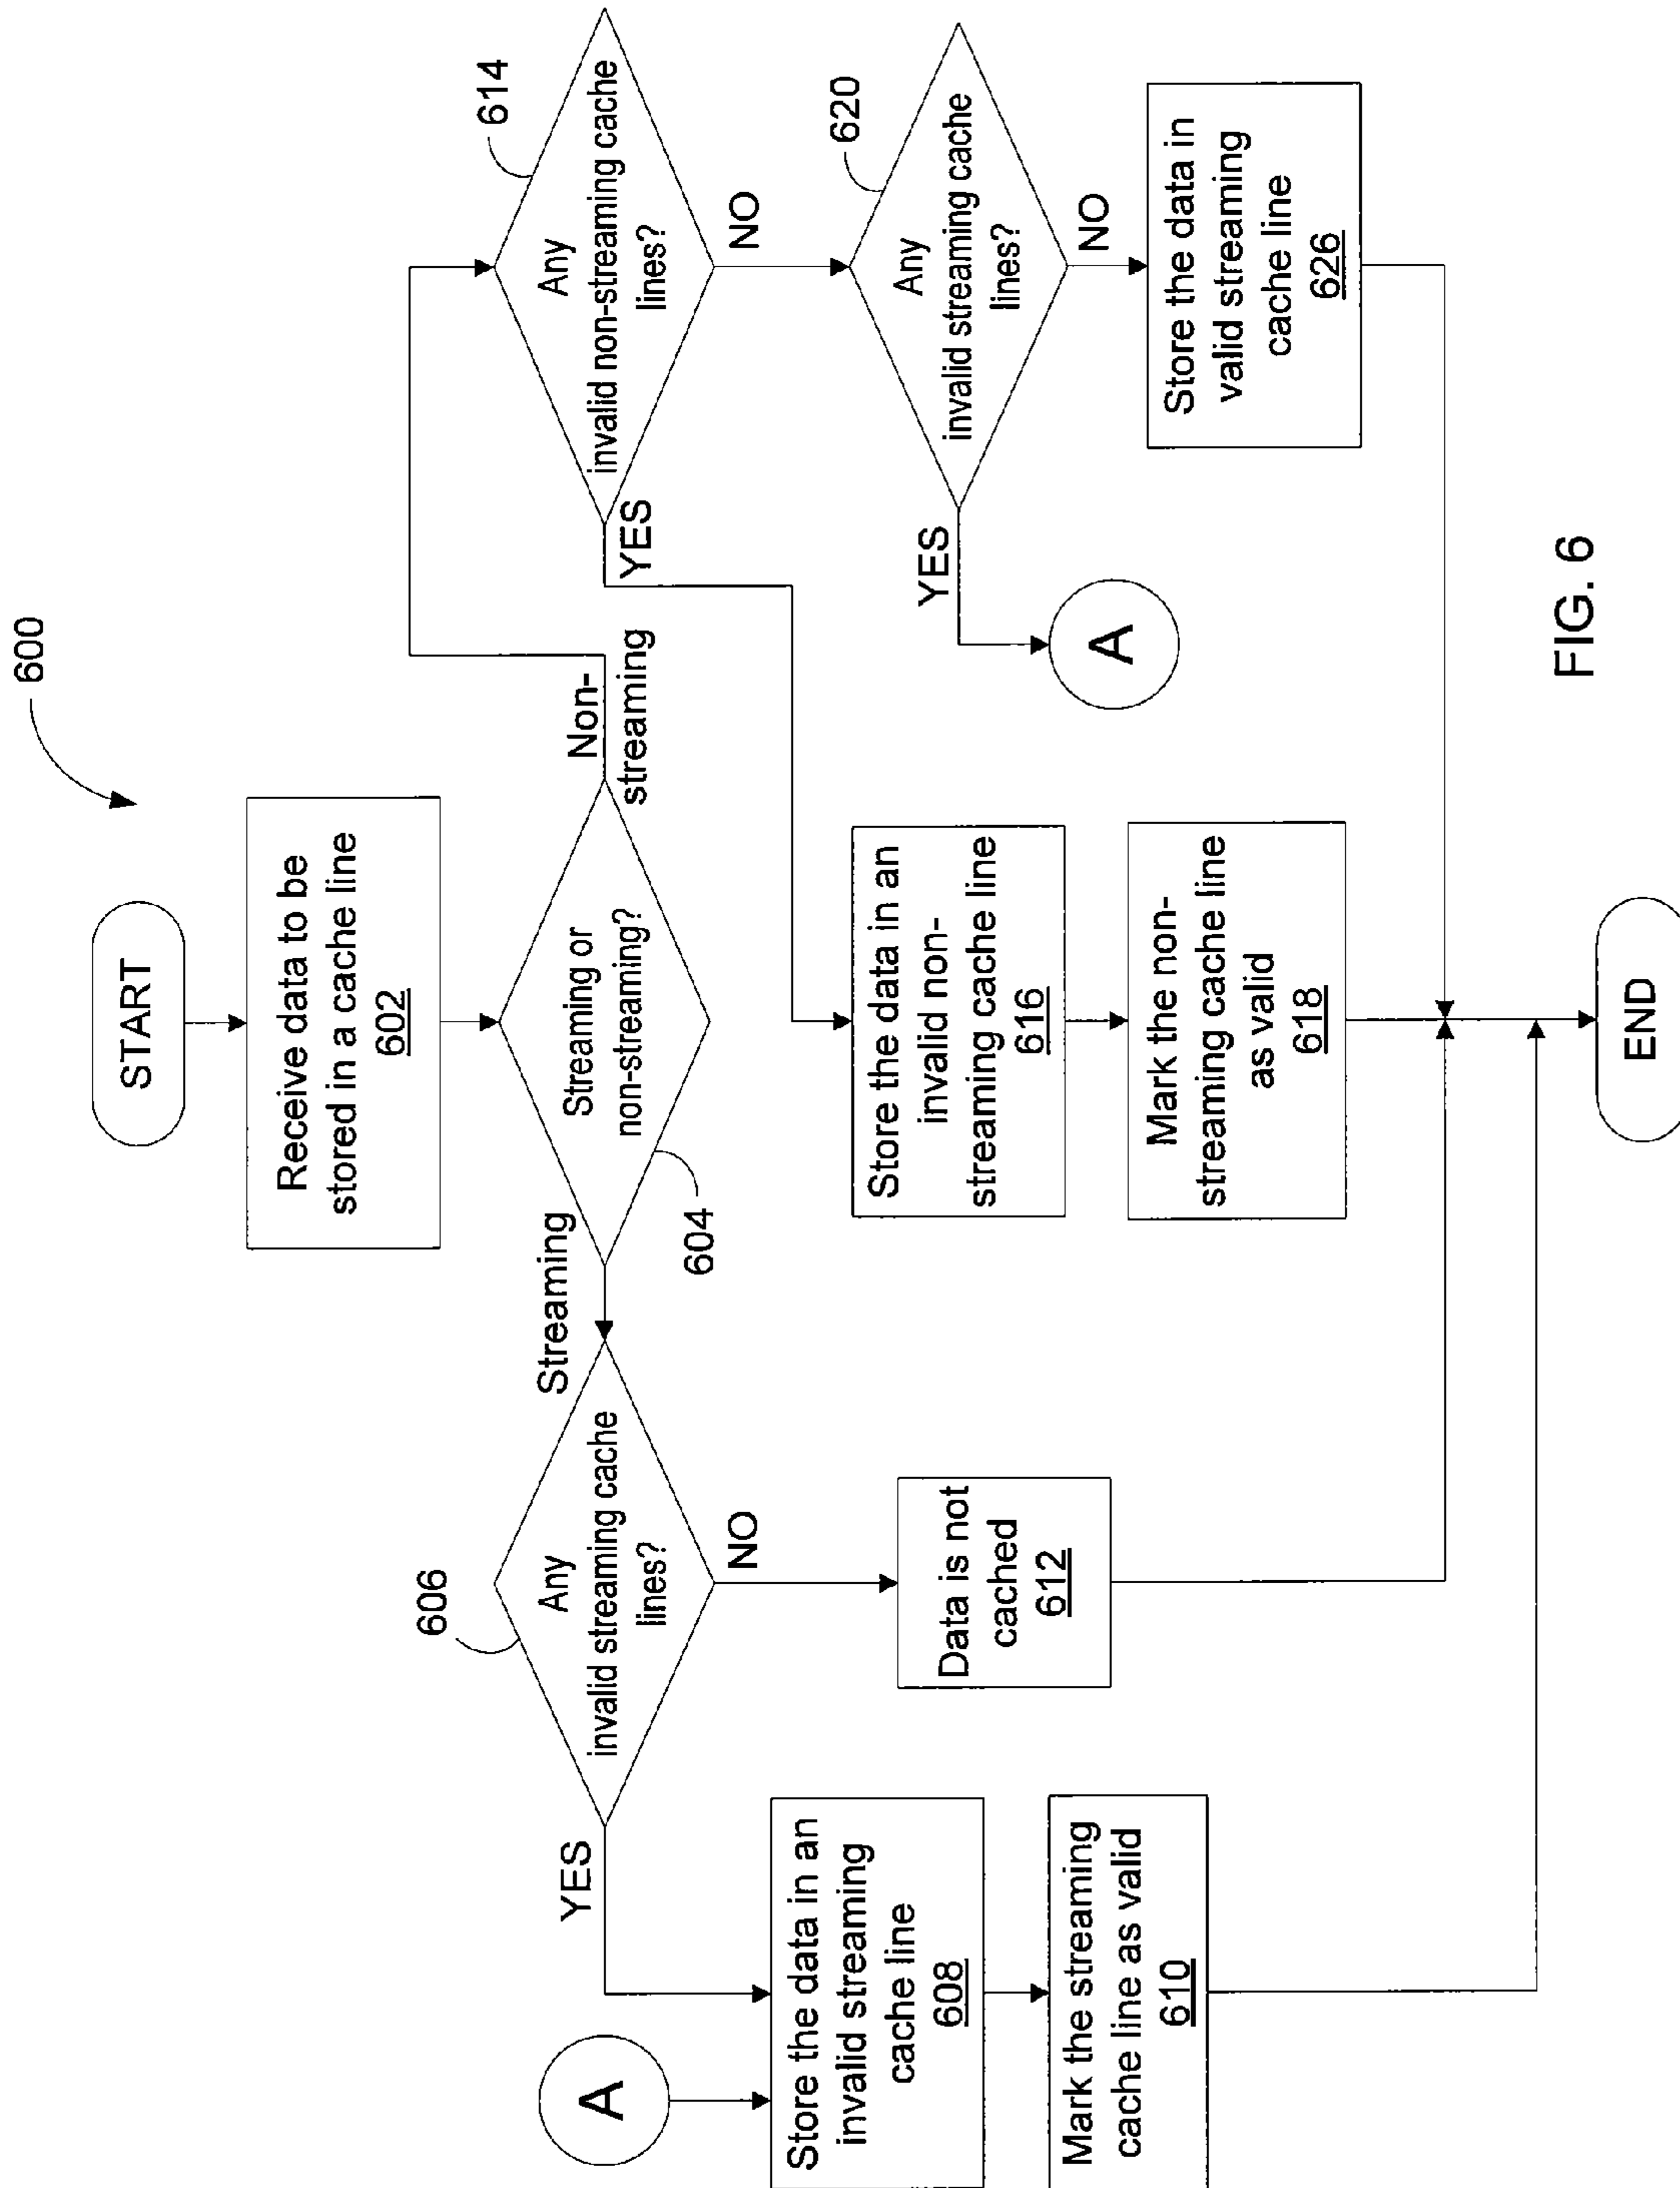 600
START
Receive data to be
stored in a cache line
602
Streaming or
non-streaming?
604
Streaming
Non-
streaming
606
Any
invalid streaming cache
lines?
YES
NO
A
Store the data in an
invalid streaming
cache line
608
Mark the streaming
cache line as valid
610
Data is not
cached
612
614
Any
invalid non-streaming cache
lines?
YES
NO
Store the data in an
invalid non-
streaming cache line
616
Mark the non-
streaming cache line
as valid
618
620
Any
invalid streaming cache
lines?
YES
NO
A
Store the data in
valid streaming
cache line
626
END
FIG. 6